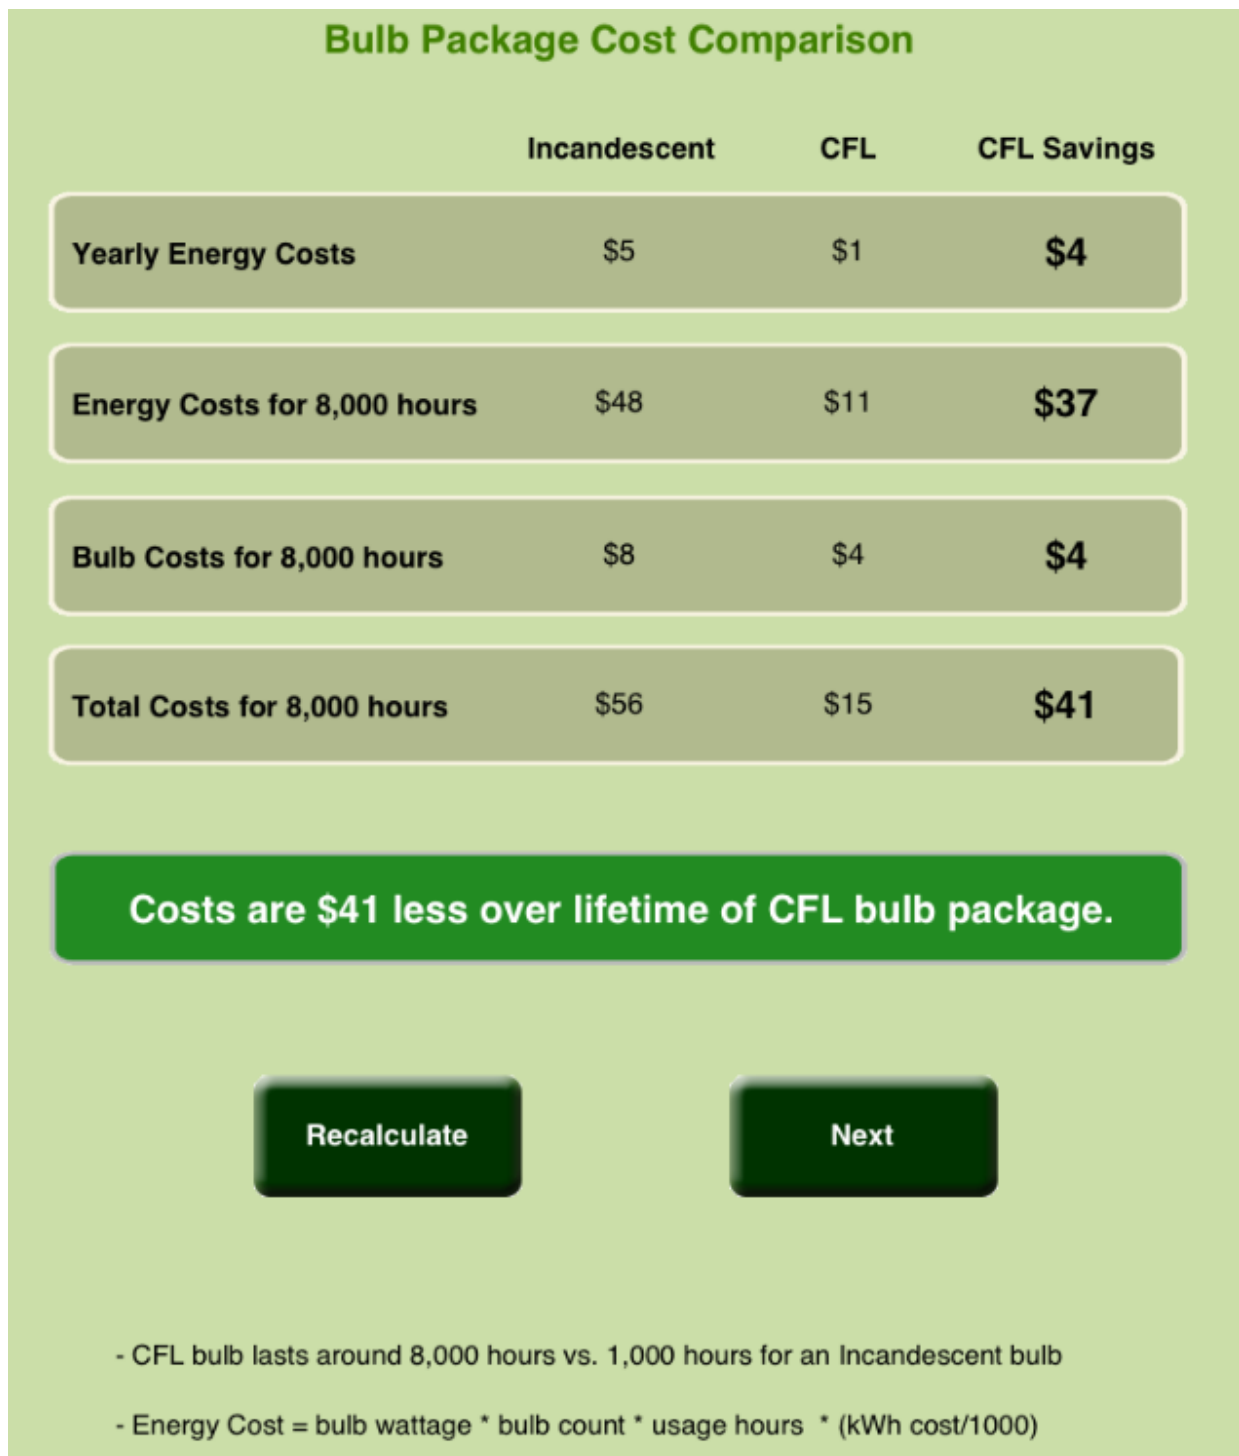 Bulb Package Cost Comparison
Incandescent CFL CFL Savings
Yearly Energy Costs $5 $1 $4
Energy Costs for 8,000 hours $48 $11 $37
Bulb Costs for 8,000 hours $8 $4 $4
Total Costs for 8,000 hours $56 $15 $41
Costs are $41 less over lifetime of CFL bulb package.
Recalculate Next
- CFL bulb lasts around 8,000 hours vs. 1,000 hours for an Incandescent bulb
- Energy Cost = bulb wattage * bulb count * usage hours * (kWh cost/1000)